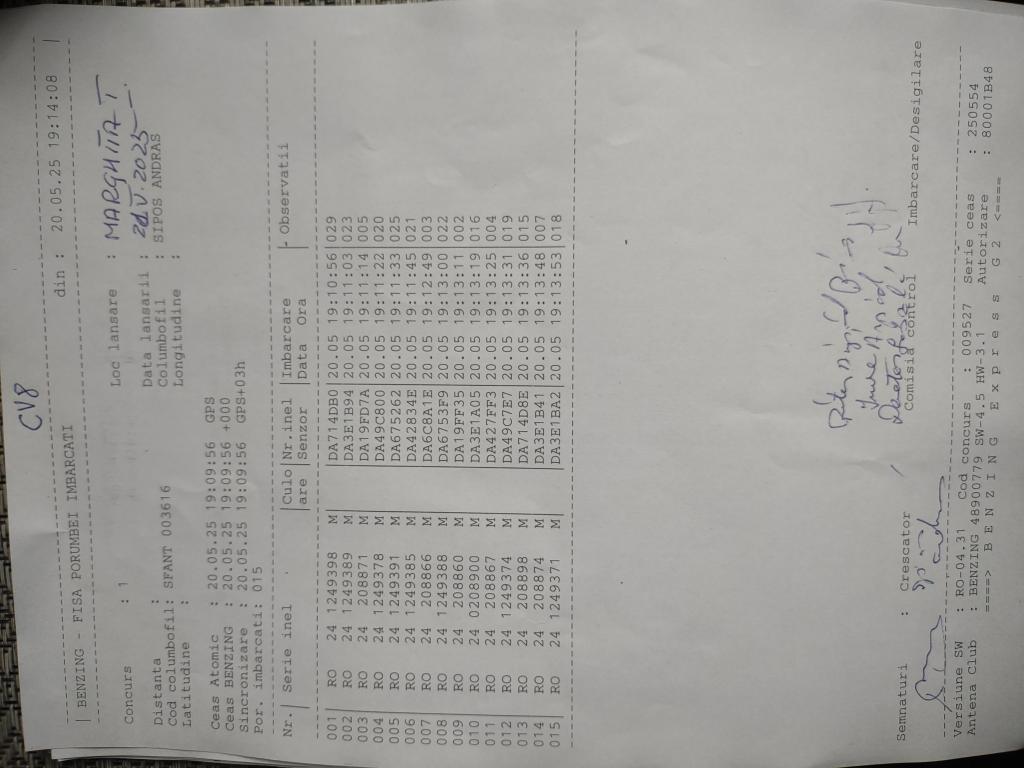 CV8
| BENZING - FISA PORUMBEI IMBARCATI din : 20.05.25 19:14:08 |
Concurs : 1 Loc lansare : MARGHITA I
Distanta : Data lansarii : 2d.V.2025
Cod columbofil: SFANT 003616 Columbofil : SIPOS ANDRAS
Latitudine : Longitudine :
Ceas Atomic : 20.05.25 19:09:56 GPS
Ceas BENZING : 20.05.25 19:09:56 +000
Sincronizare : 20.05.25 19:09:56 GPS+03h
Por. imbarcati: 015
Nr.| Serie inel |Culo|Nr.inel |Imbarcare |- Observatii
|are |Senzor |Data Ora |
001| RO 24 1249398 M | |DA714DB0|20.05 19:10:56|029
002| RO 24 1249389 M | |DA3E1B94|20.05 19:11:03|023
003| RO 24 208871 M | |DA19FD7A|20.05 19:11:14|005
004| RO 24 1249378 M | |DA49C800|20.05 19:11:22|020
005| RO 24 1249391 M | |DA675262|20.05 19:11:33|025
006| RO 24 1249385 M | |DA42834E|20.05 19:11:45|021
007| RO 24 208866 M | |DA6C8A1E|20.05 19:12:49|003
008| RO 24 1249388 M | |DA6753F9|20.05 19:13:00|022
009| RO 24 208860 M | |DA19FF35|20.05 19:13:11|002
010| RO 24 0208900 M | |DA3E1A05|20.05 19:13:19|016
011| RO 24 208867 M | |DA427FF3|20.05 19:13:25|004
012| RO 24 1249374 M | |DA49C7E7|20.05 19:13:31|019
013| RO 24 208898 M | |DA714D8E|20.05 19:13:36|015
014| RO 24 208874 M | |DA3E1B41|20.05 19:13:48|007
015| RO 24 1249371 M | |DA3E1BA2|20.05 19:13:53|018
Semnaturi : Crescator Comisia control Imbarcare/Desigilare
Versiune SW : RO-04.31 Cod concurs : 009527 Serie ceas : 250554
Antena Club : BENZING 48900779 SW-4.5 HW-3.1 Autorizare : 80001B48
====> B E N Z I N G E x p r e s s G 2 <====